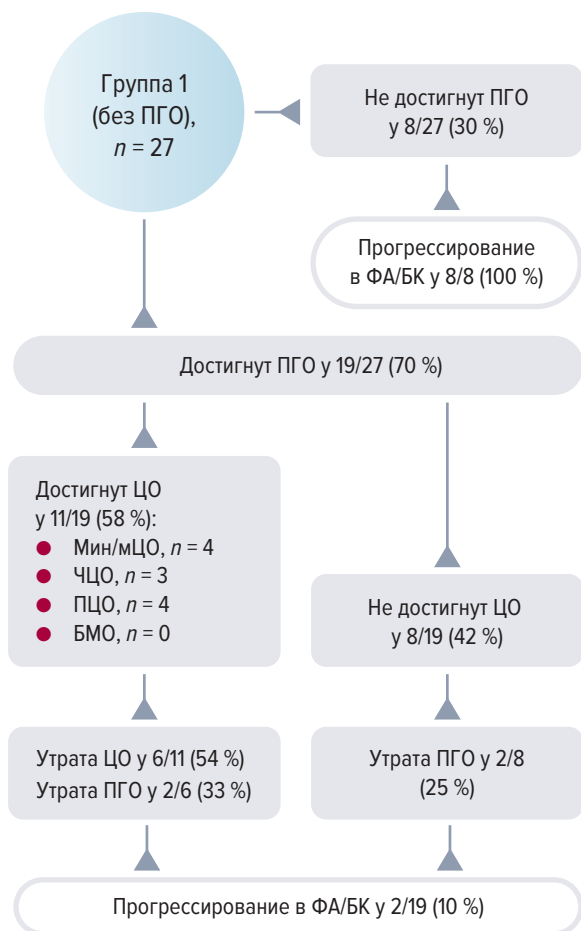 Группа 1
(без ПГО),
n = 27
Не достигнут ПГО
у 8/27 (30 %)
Прогрессирование
в ФА/БК у 8/8 (100 %)
Достигнут ПГО у 19/27 (70 %)
Достигнут ЦО
у 11/19 (58 %):
● Мин/мЦО, n = 4
● ЧЦО, n = 3
● ПЦО, n = 4
● БМО, n = 0
Не достигнут ЦО
у 8/19 (42 %)
Утрата ЦО у 6/11 (54 %)
Утрата ПГО у 2/6 (33 %)
Утрата ПГО у 2/8
(25 %)
Прогрессирование в ФА/БК у 2/19 (10 %)